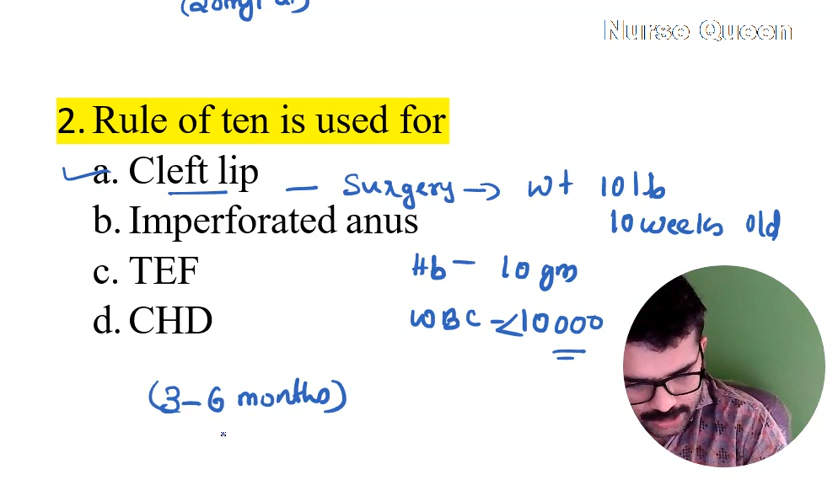 Nurse Queen
2. Rule of ten is used for
a. Cleft lip – Surgery → wt 10 lb
b. Imperforated anus 10 weeks old
c. TEF Hb – 10 gm
d. CHD WBC – <10000
(3–6 months)